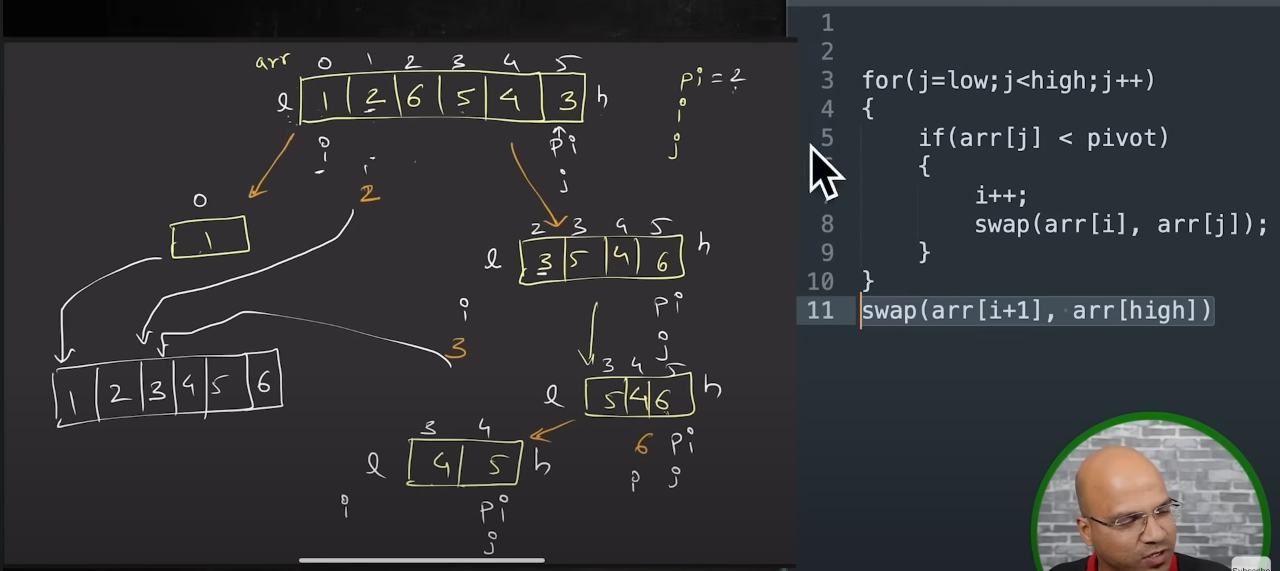 arr 0 1 2 3 4 5
l 1 2 6 5 4 3 h
pi = 2
i
j
i
pi
j
i
2
0
1
2 3 4 5
l 3 5 4 6 h
pi
j
i
3
3 4 5
l 5 4 6 h
6 pi
j
1 2 3 4 5 6
3 4
l 4 5 h
i
pi
j
1
2
3 for(j=low;j<high;j++)
4 {
5 if(arr[j] < pivot)
{
i++;
8 swap(arr[i], arr[j]);
9 }
10 }
11 swap(arr[i+1], arr[high])
Subscribe